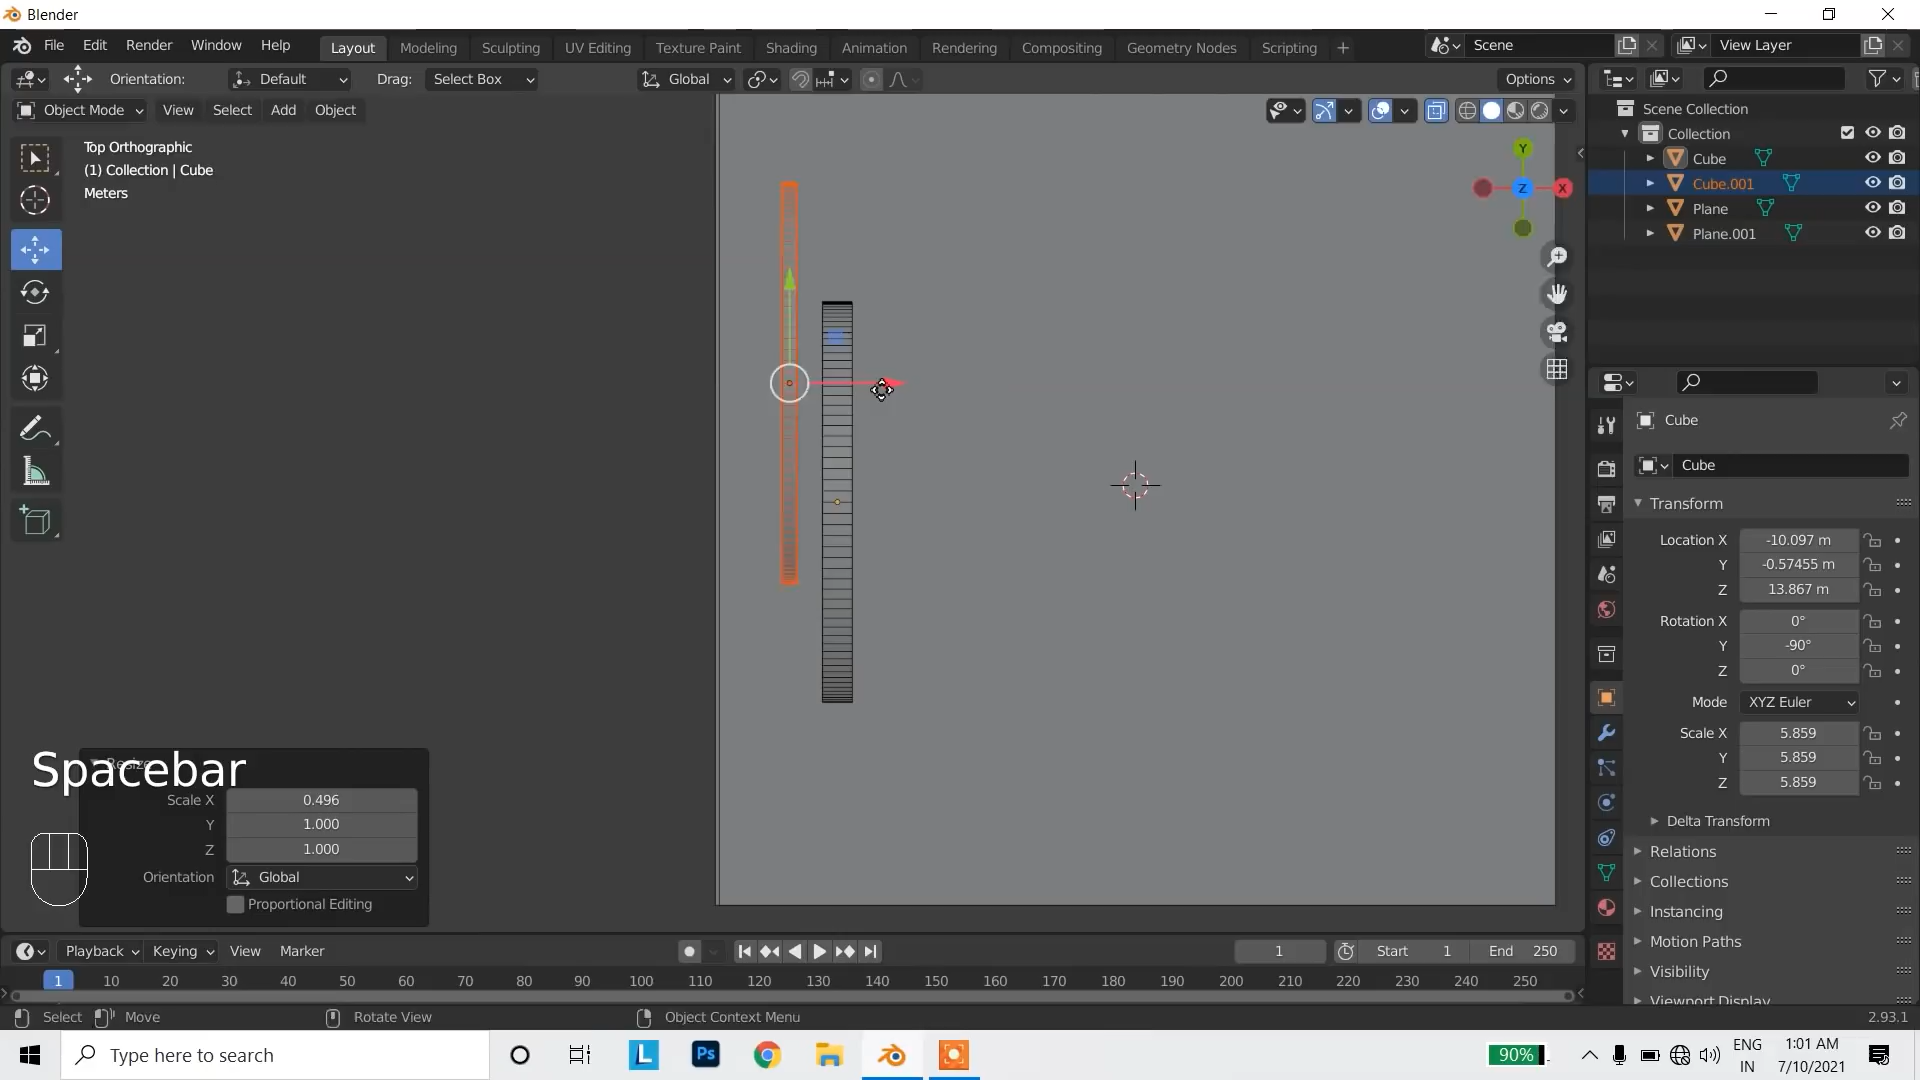 Blender
File Edit Render Window Help Layout Modeling Sculpting UV Editing Texture Paint Shading Animation Rendering Compositing Geometry Nodes Scripting + Scene View Layer
Orientation: Default Drag: Select Box Global Options
Object Mode View Select Add Object
Top Orthographic
(1) Collection | Cube
Meters
Y
Z
X
Scene Collection
Collection
Cube
Cube.001
Plane
Plane.001
Cube
Cube
Transform
Location X -10.097 m
Y -0.57455 m
Z 13.867 m
Rotation X 0°
Y -90°
Z 0°
Mode XYZ Euler
Scale X 5.859
Y 5.859
Z 5.859
Delta Transform
Relations
Collections
Instancing
Motion Paths
Visibility
Viewport Display
Resize
Spacebar
Scale X 0.496
Y 1.000
Z 1.000
Orientation Global
Proportional Editing
Playback Keying View Marker 1 Start 1 End 250
1 10 20 30 40 50 60 70 80 90 100 110 120 130 140 150 160 170 180 190 200 210 220 230 240 250
Select Move Rotate View Object Context Menu 2.93.1
Type here to search L Ps 90% ENG IN 1:01 AM 7/10/2021